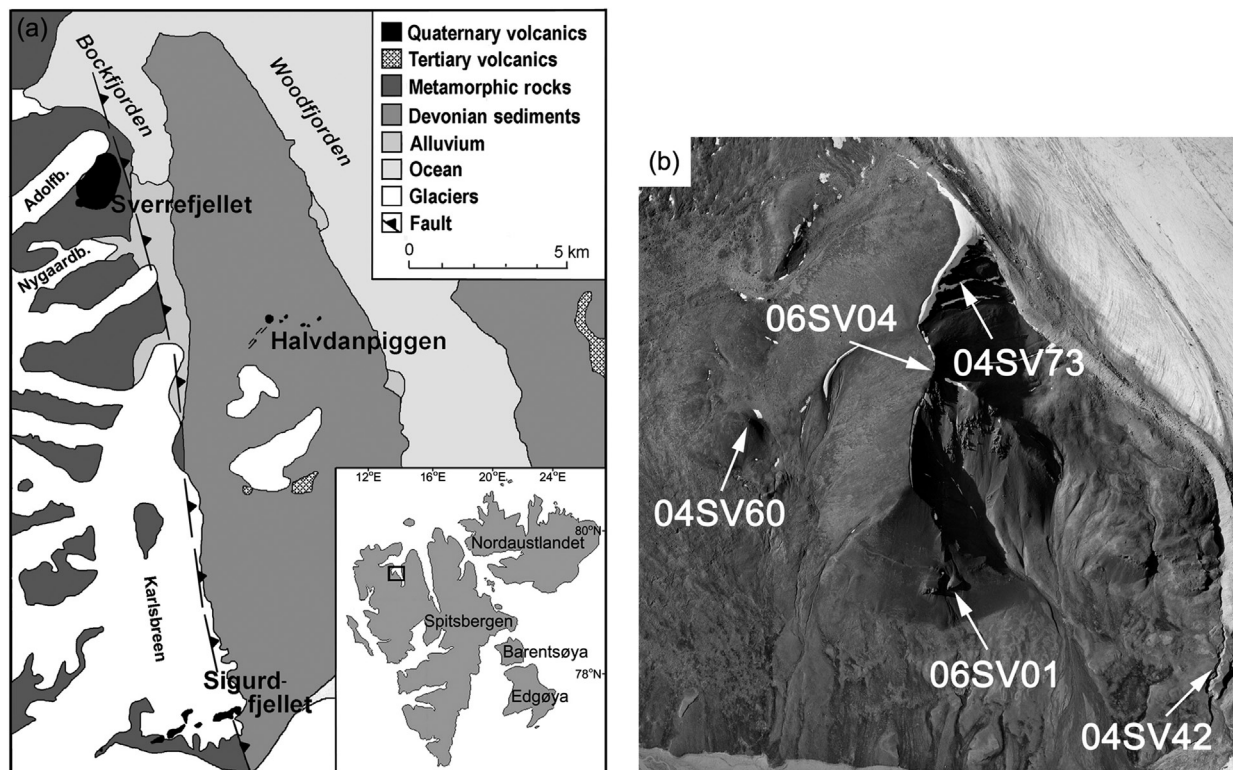 (a)
Bockfjorden
Woodfjorden
Quaternary volcanics
Tertiary volcanics
Metamorphic rocks
Devonian sediments
Alluvium
Ocean
Glaciers
Fault
0 5 km
Adolfb.
Sverrefjellet
Nygaardb.
Halvdanpiggen
Karlsbreen
Sigurd-
fjellet
12°E 16°E 20°E 24°E
80°N
Nordaustlandet
Spitsbergen
Barentsøya
78°N
Edgøya
(b)
06SV04
04SV73
04SV60
06SV01
04SV42